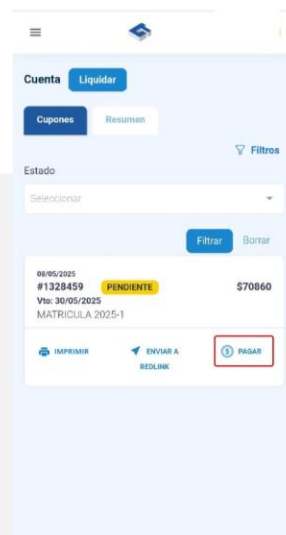 Cuenta Liquidar
Cupones Resumen
Filtros
Estado
Seleccionar
Filtrar Borrar
08/05/2025
#1328459 PENDIENTE $70860
Vto: 30/05/2025
MATRICULA 2025-1
IMPRIMIR ENVIAR A PAGAR
REDLINK